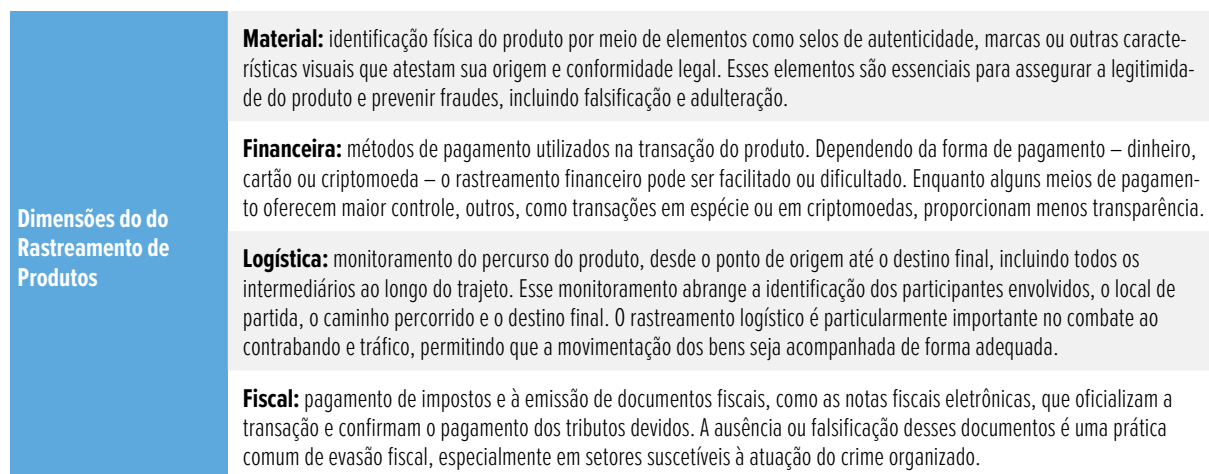 Dimensões do do
Rastreamento de
Produtos
Material: identificação física do produto por meio de elementos como selos de autenticidade, marcas ou outras caracte-
rísticas visuais que atestam sua origem e conformidade legal. Esses elementos são essenciais para assegurar a legitimida-
de do produto e prevenir fraudes, incluindo falsificação e adulteração.
Financeira: métodos de pagamento utilizados na transação do produto. Dependendo da forma de pagamento – dinheiro,
cartão ou criptomoeda – o rastreamento financeiro pode ser facilitado ou dificultado. Enquanto alguns meios de pagamen-
to oferecem maior controle, outros, como transações em espécie ou em criptomoedas, proporcionam menos transparência.
Logística: monitoramento do percurso do produto, desde o ponto de origem até o destino final, incluindo todos os
intermediários ao longo do trajeto. Esse monitoramento abrange a identificação dos participantes envolvidos, o local de
partida, o caminho percorrido e o destino final. O rastreamento logístico é particularmente importante no combate ao
contrabando e tráfico, permitindo que a movimentação dos bens seja acompanhada de forma adequada.
Fiscal: pagamento de impostos e à emissão de documentos fiscais, como as notas fiscais eletrônicas, que oficializam a
transação e confirmam o pagamento dos tributos devidos. A ausência ou falsificação desses documentos é uma prática
comum de evasão fiscal, especialmente em setores suscetíveis à atuação do crime organizado.